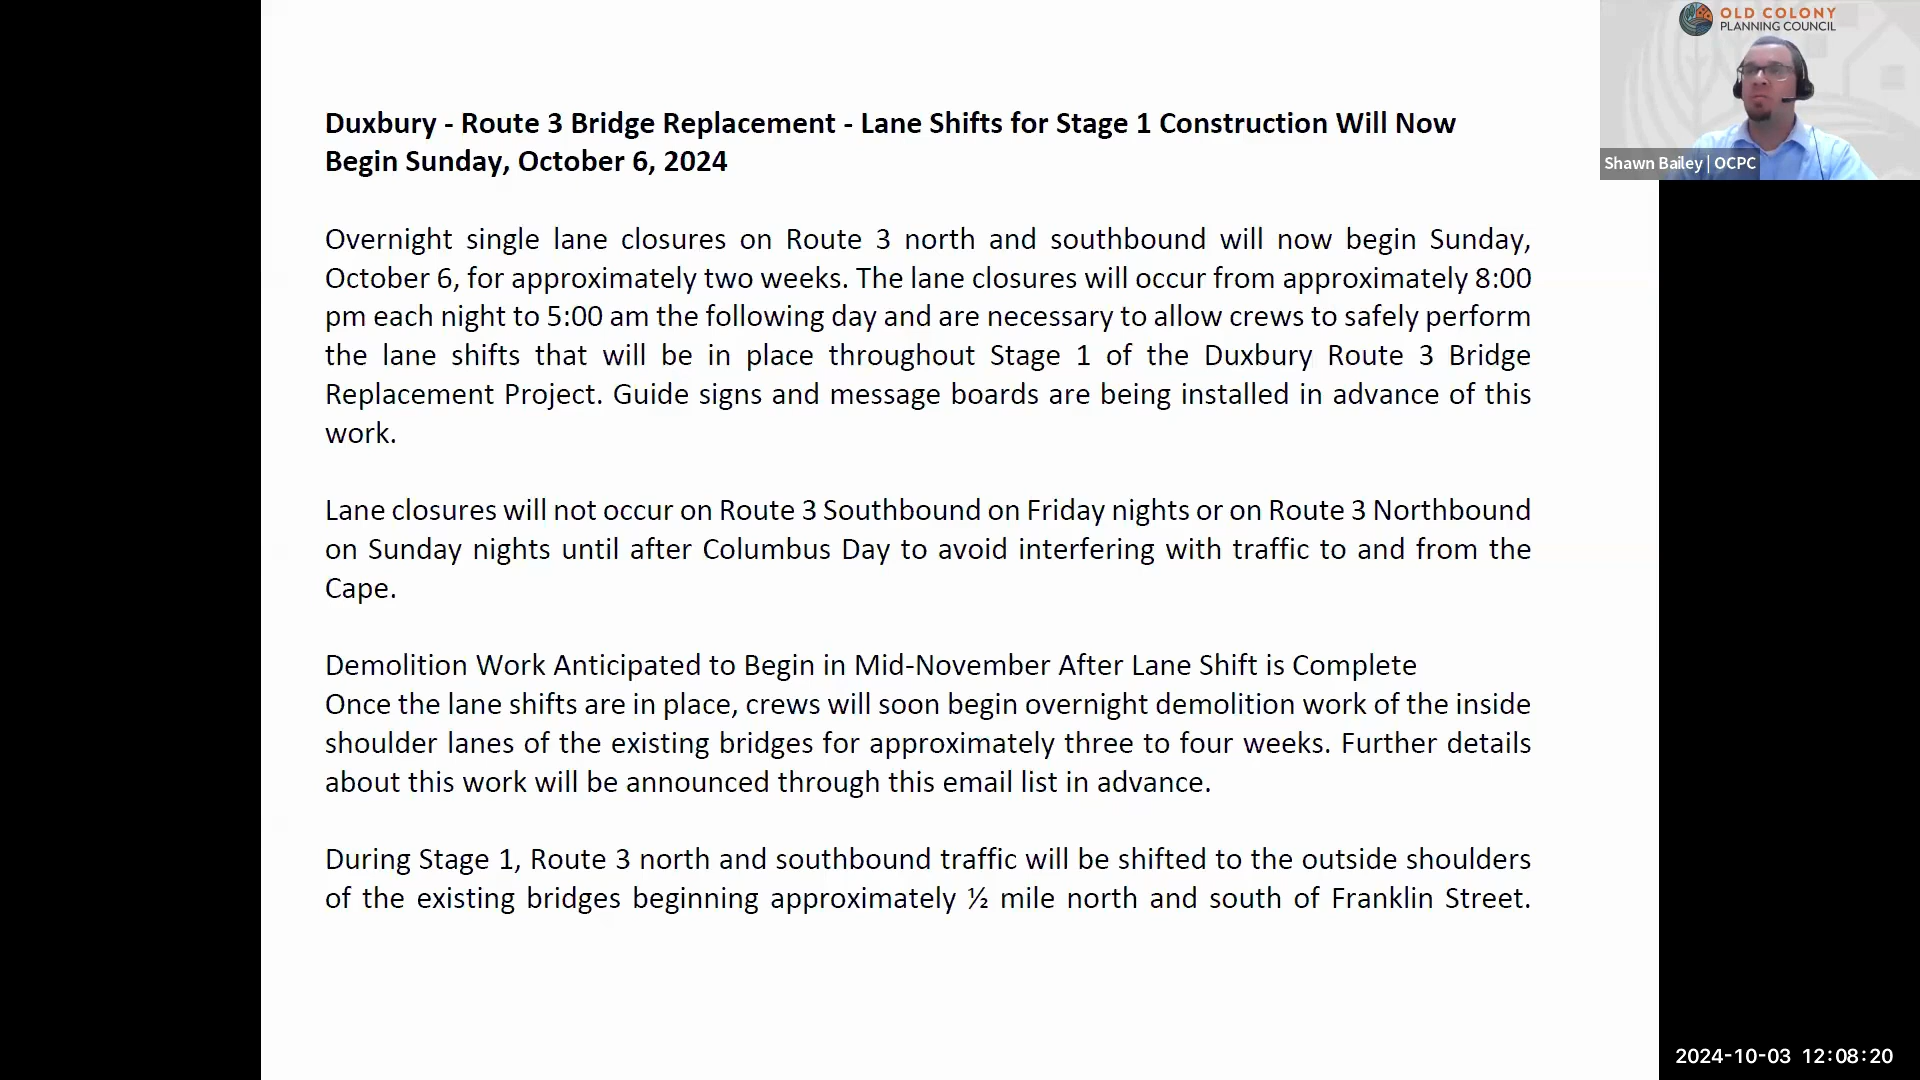 OLD COLONY
PLANNING COUNCIL
Shawn Bailey | OCPC
Duxbury - Route 3 Bridge Replacement - Lane Shifts for Stage 1 Construction Will Now
Begin Sunday, October 6, 2024
Overnight single lane closures on Route 3 north and southbound will now begin Sunday,
October 6, for approximately two weeks. The lane closures will occur from approximately 8:00
pm each night to 5:00 am the following day and are necessary to allow crews to safely perform
the lane shifts that will be in place throughout Stage 1 of the Duxbury Route 3 Bridge
Replacement Project. Guide signs and message boards are being installed in advance of this
work.
Lane closures will not occur on Route 3 Southbound on Friday nights or on Route 3 Northbound
on Sunday nights until after Columbus Day to avoid interfering with traffic to and from the
Cape.
Demolition Work Anticipated to Begin in Mid-November After Lane Shift is Complete
Once the lane shifts are in place, crews will soon begin overnight demolition work of the inside
shoulder lanes of the existing bridges for approximately three to four weeks. Further details
about this work will be announced through this email list in advance.
During Stage 1, Route 3 north and southbound traffic will be shifted to the outside shoulders
of the existing bridges beginning approximately ½ mile north and south of Franklin Street.
2024-10-03 12:08:20